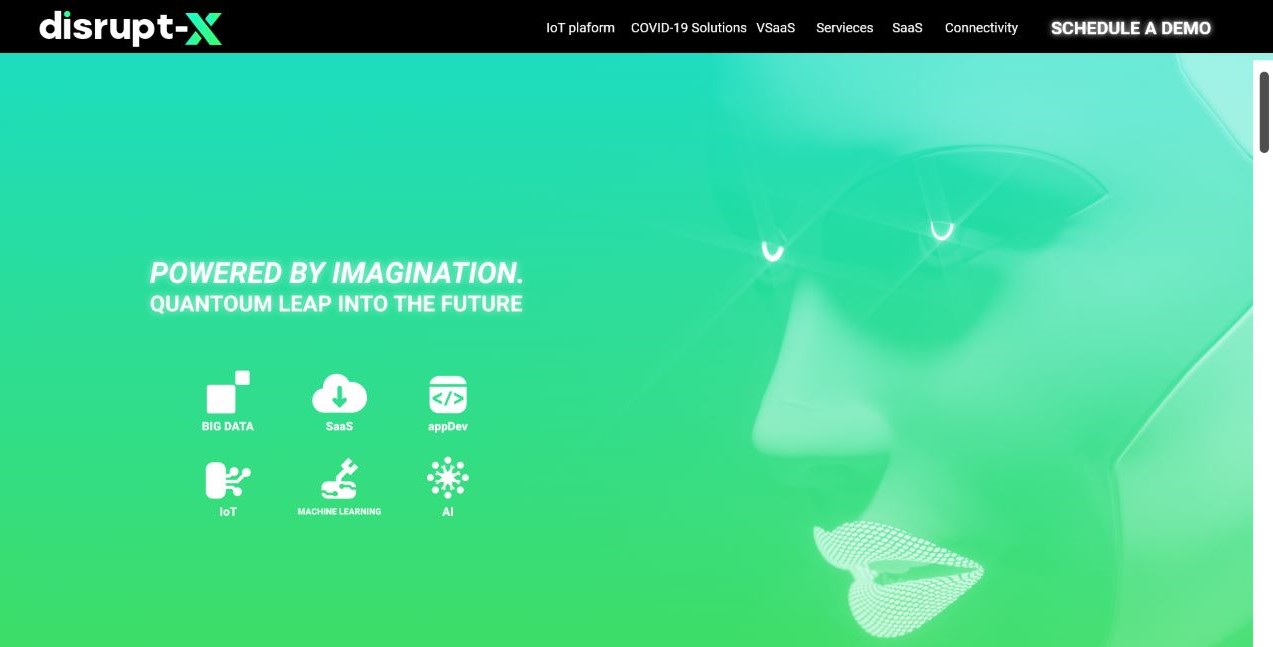 disrupt-X
IoT plaform COVID-19 Solutions VSaaS Servieces SaaS Connectivity SCHEDULE A DEMO
POWERED BY IMAGINATION.
QUANTOUM LEAP INTO THE FUTURE
</>
BIG DATA SaaS appDev
IoT MACHINE LEARNING AI